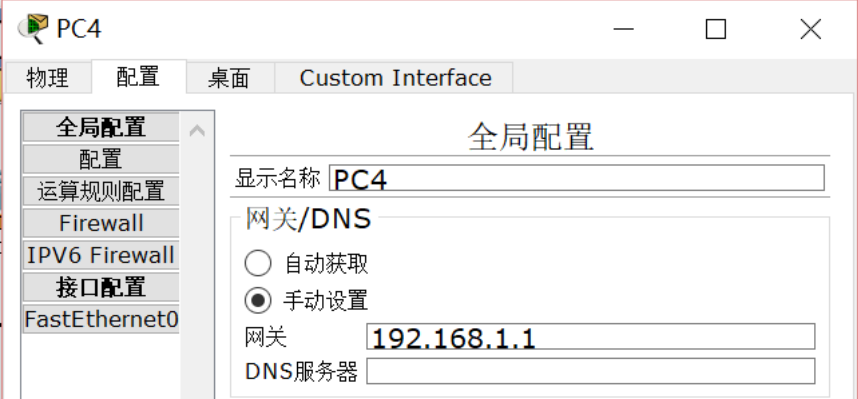 PC4
物理 配置 桌面 Custom Interface
全局配置
配置
运算规则配置
Firewall
IPV6 Firewall
接口配置
FastEthernet0
全局配置
显示名称 PC4
网关/DNS
自动获取
手动设置
网关 192.168.1.1
DNS服务器